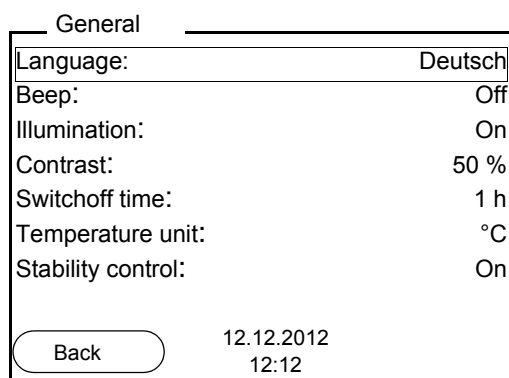 General
Language: Deutsch
Beep: Off
Illumination: On
Contrast: 50 %
Switchoff time: 1 h
Temperature unit: °C
Stability control: On
12.12.2012
Back
12:12